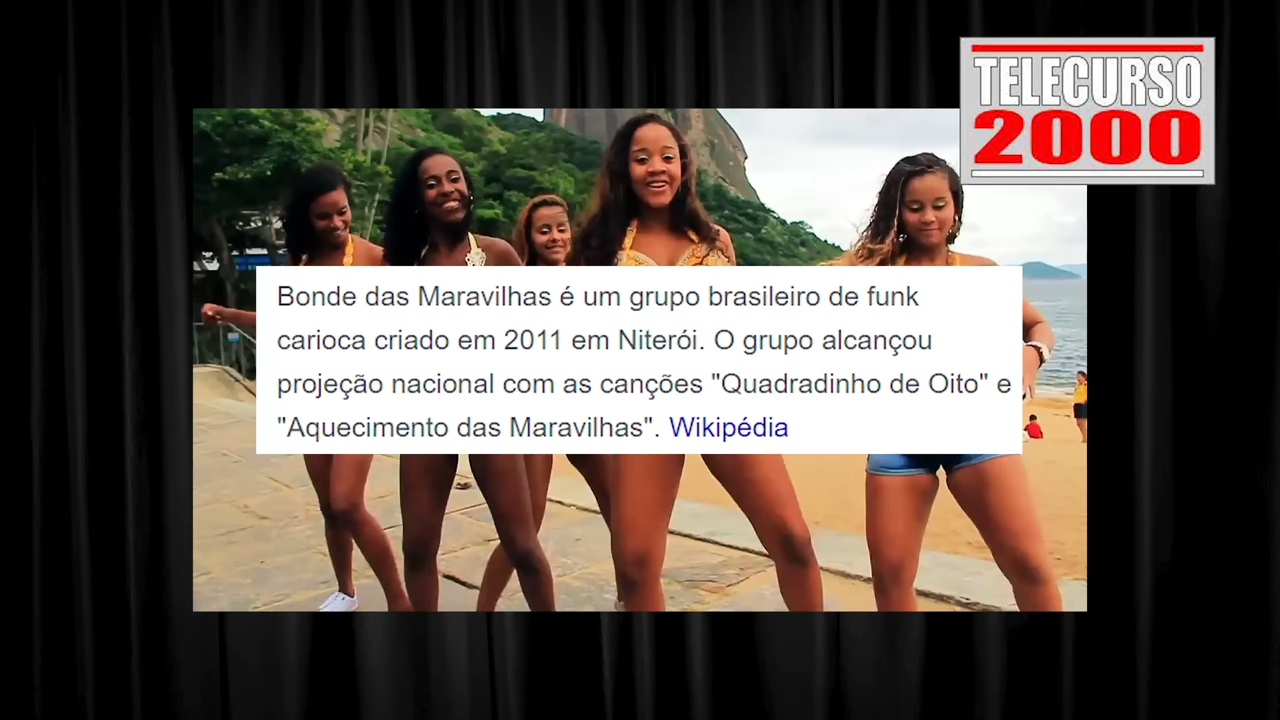 TELECURSO
2000
Bonde das Maravilhas é um grupo brasileiro de funk
carioca criado em 2011 em Niterói. O grupo alcançou
projeção nacional com as canções "Quadradinho de Oito" e
"Aquecimento das Maravilhas". Wikipédia